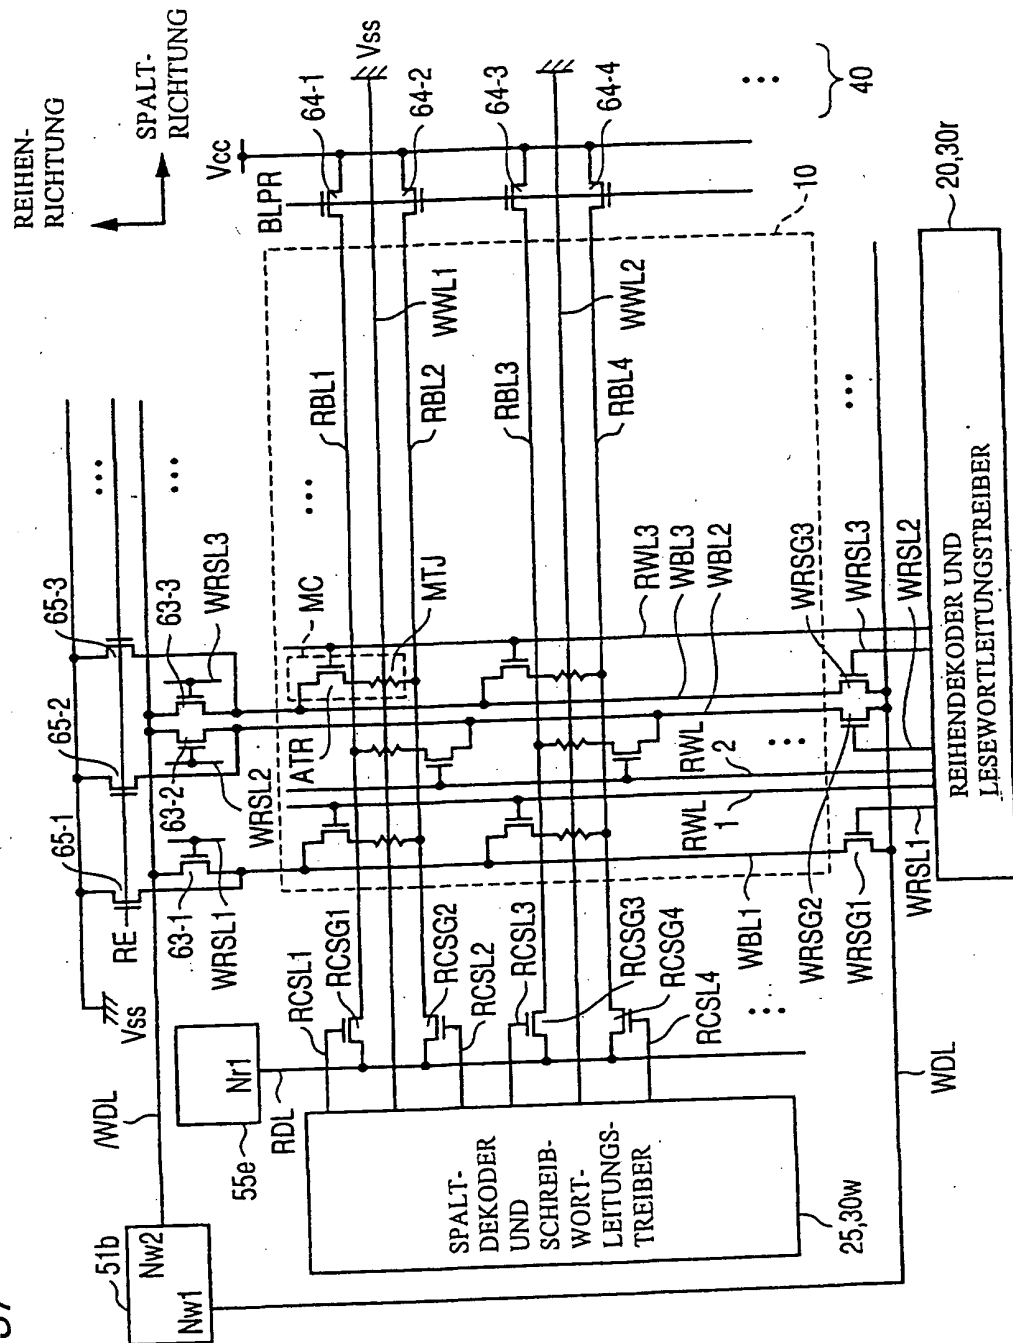 57
REIHEN-
RICHTUNG
SPALT-
RICHTUNG
Vcc
BLPR
64-1
Vss
64-2
64-3
64-4
40
10
20,30r
RBL1
WWL1
RBL2
RBL3
WWL2
RBL4
65-3
65-2
65-1
MC
63-3
WRSL3
MTJ
ATR
63-2
WRSL2
RE
63-1
WRSL1
Vss
RWL3
WBL3
WBL2
WRSG3
WRSL3
WRSL2
RWL
2
RWL
1
WRSL1
WBL1
WRSG2
WRSG1
REIHENDEKODER UND
LESEWORTLEITUNGSTREIBER
RCSL1
RCSG1
RCSG2
RCSL2
RCSL3
RCSG3
RCSG4
RCSL4
/WDL
Nr1
55e
RDL
WDL
51b
Nw2
Nw1
SPALT-
DEKODER
UND
SCHREIB-
WORT-
LEITUNGS-
TREIBER
25,30w